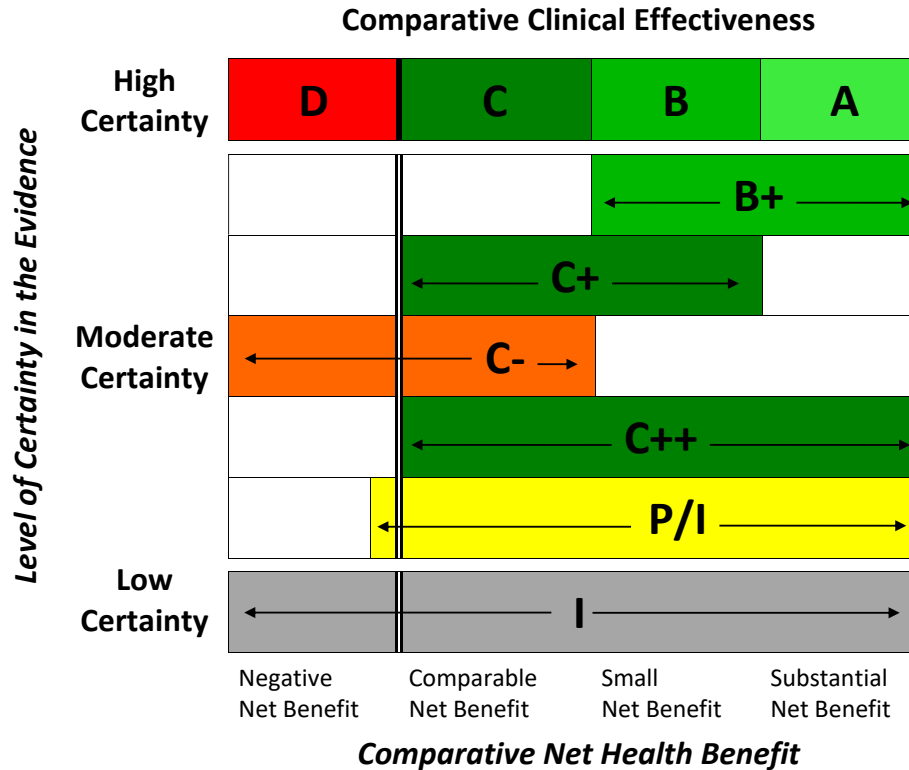 Comparative Clinical Effectiveness
High
Certainty
D
C
B
A
B+
C+
Moderate
Certainty
C-
C++
P/I
Low
Certainty
I
Negative
Net Benefit
Comparable
Net Benefit
Small
Net Benefit
Substantial
Net Benefit
Level of Certainty in the Evidence
Comparative Net Health Benefit